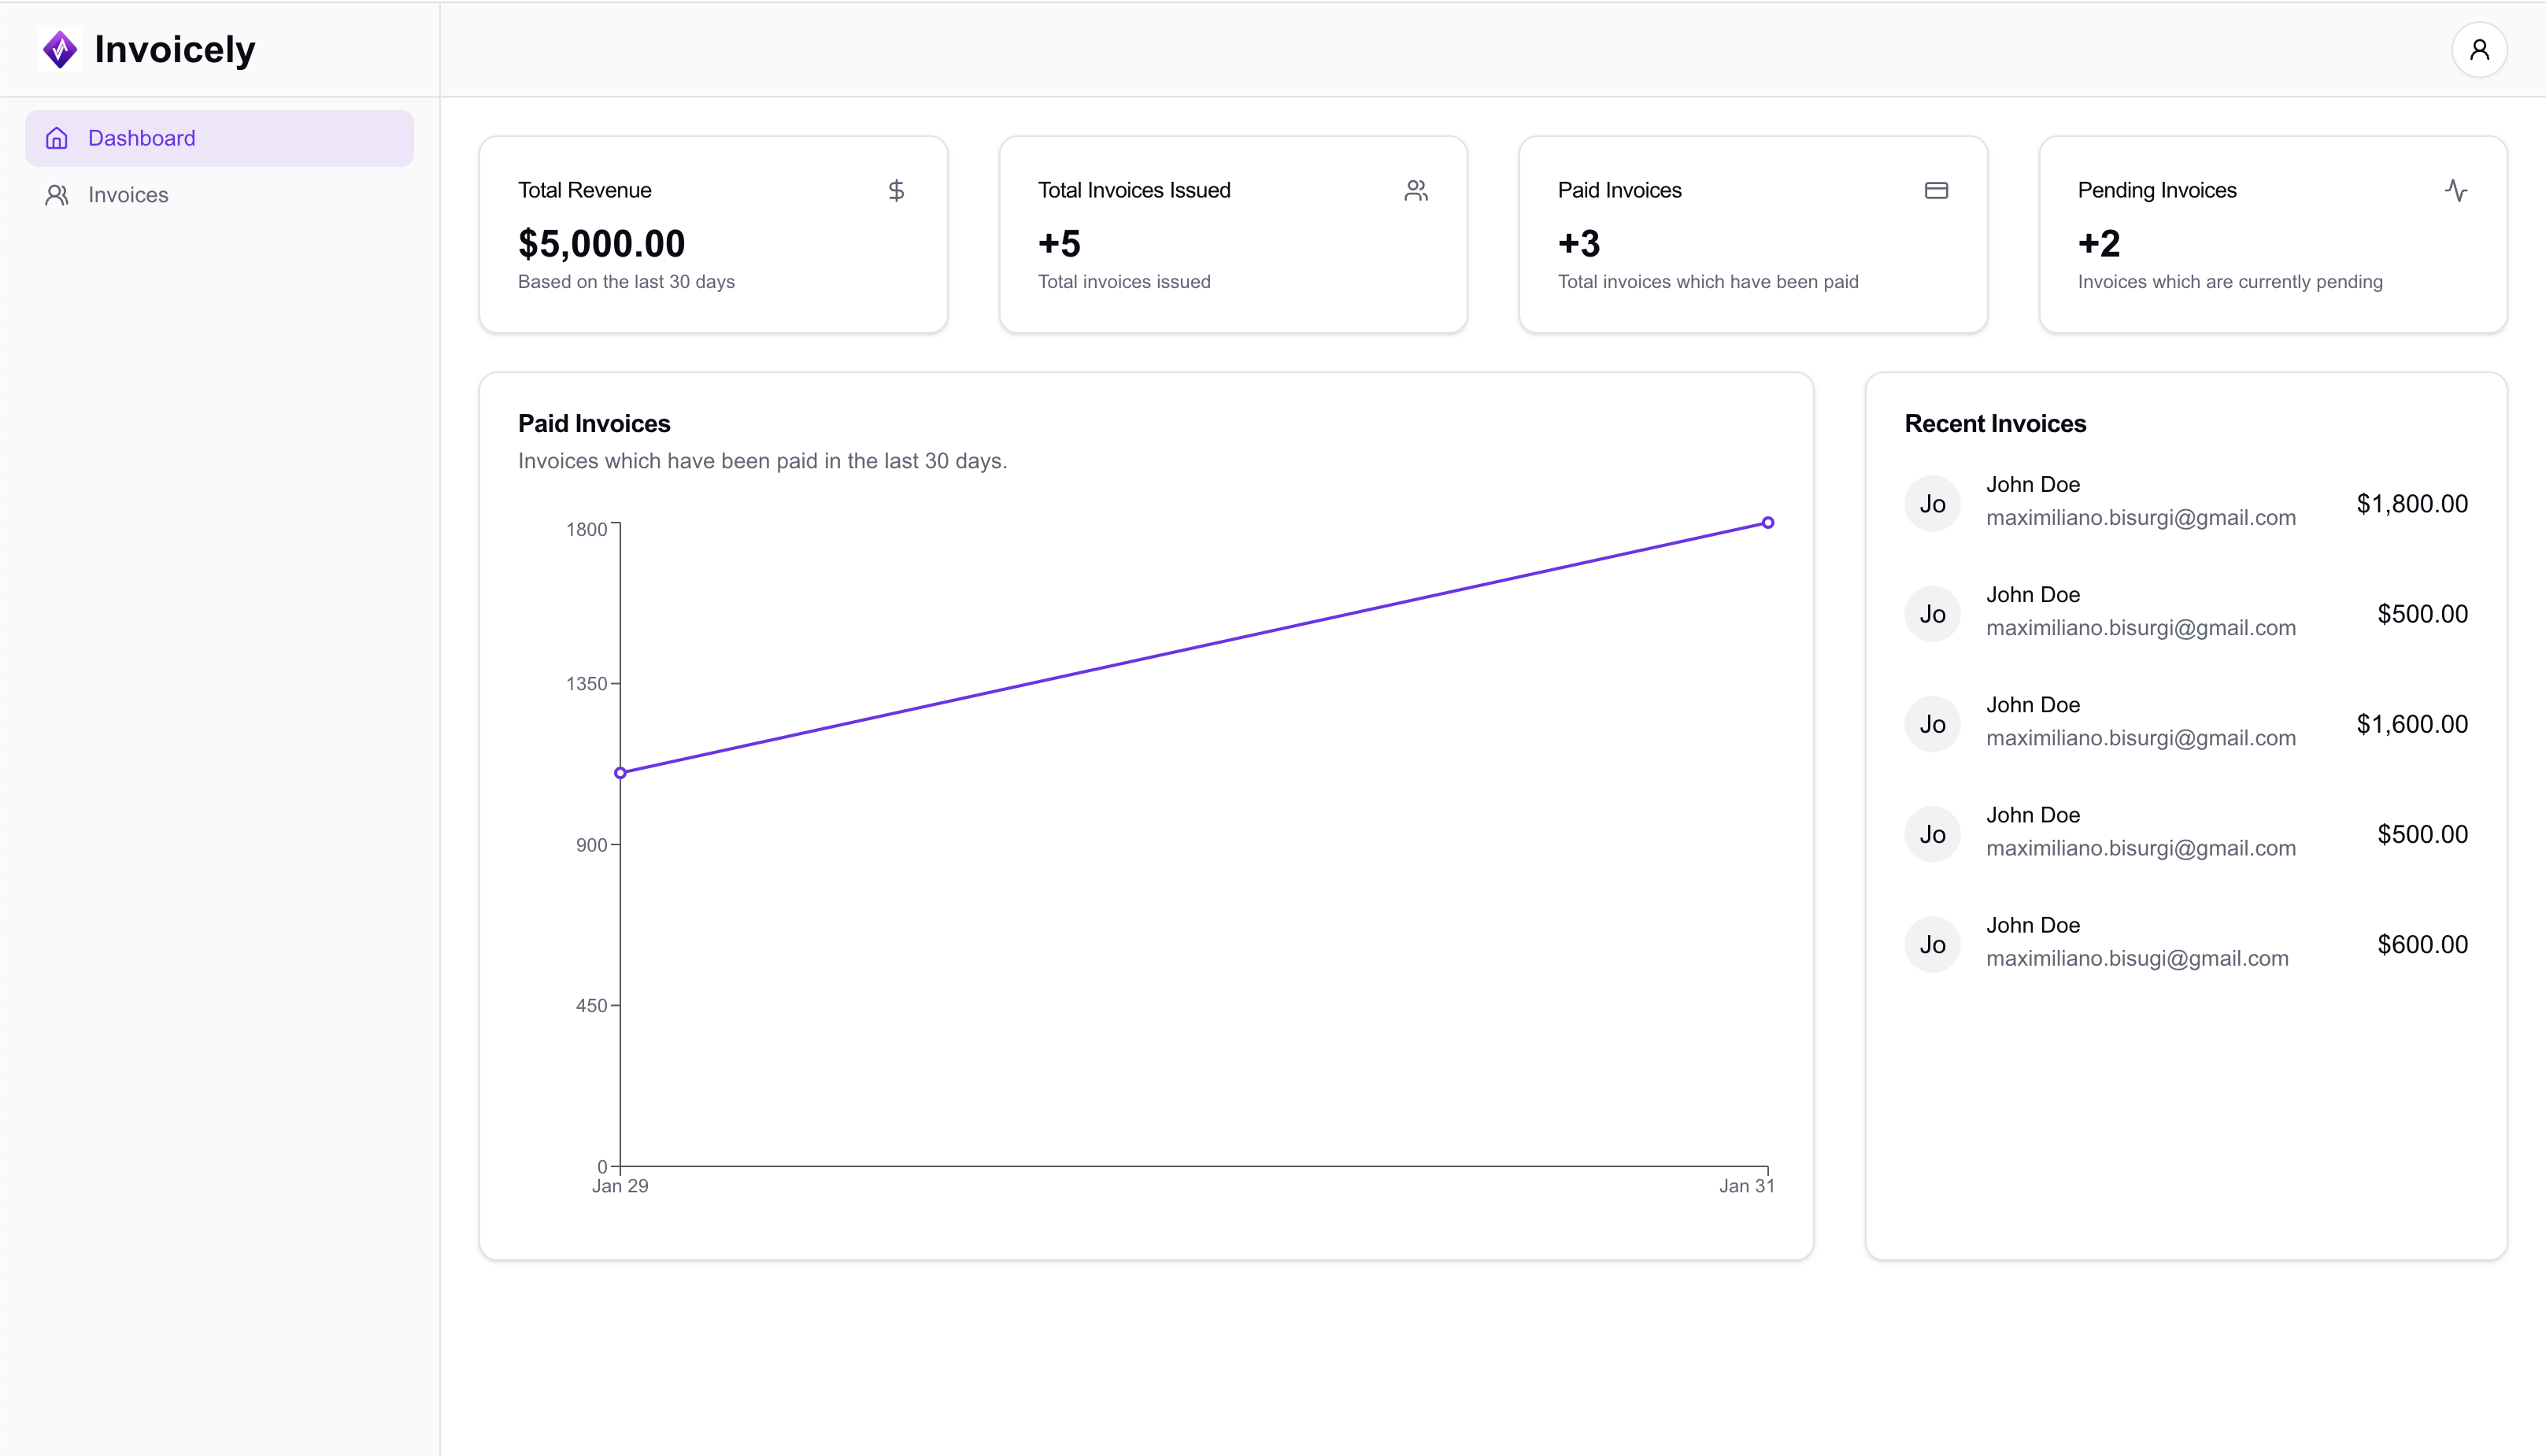 Invoicely
Dashboard
Invoices
Total Revenue
$5,000.00
Based on the last 30 days
Total Invoices Issued
+5
Total invoices issued
Paid Invoices
+3
Total invoices which have been paid
Pending Invoices
+2
Invoices which are currently pending
Paid Invoices
Invoices which have been paid in the last 30 days.
1800
1350
900
450
0
Jan 29
Jan 31
Recent Invoices
Jo
John Doe
maximiliano.bisurgi@gmail.com
$1,800.00
Jo
John Doe
maximiliano.bisurgi@gmail.com
$500.00
Jo
John Doe
maximiliano.bisurgi@gmail.com
$1,600.00
Jo
John Doe
maximiliano.bisurgi@gmail.com
$500.00
Jo
John Doe
maximiliano.bisugi@gmail.com
$600.00